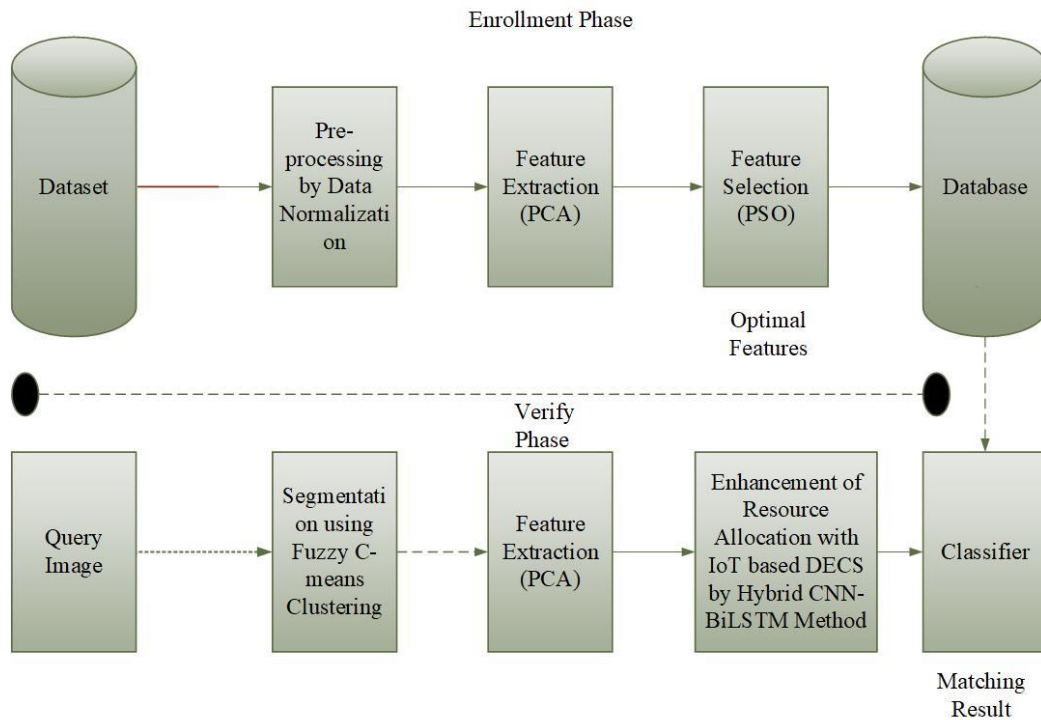 Enrollment Phase
Dataset
Pre-
processing
by Data
Normalizati
on
Feature
Extraction
(PCA)
Feature
Selection
(PSO)
Database
Optimal
Features
Verify
Phase
Query
Image
Segmentati
on using
Fuzzy C-
means
Clustering
Feature
Extraction
(PCA)
Enhancement of
Resource
Allocation with
IoT based DECS
by Hybrid CNN-
BiLSTM Method
Classifier
Matching
Result